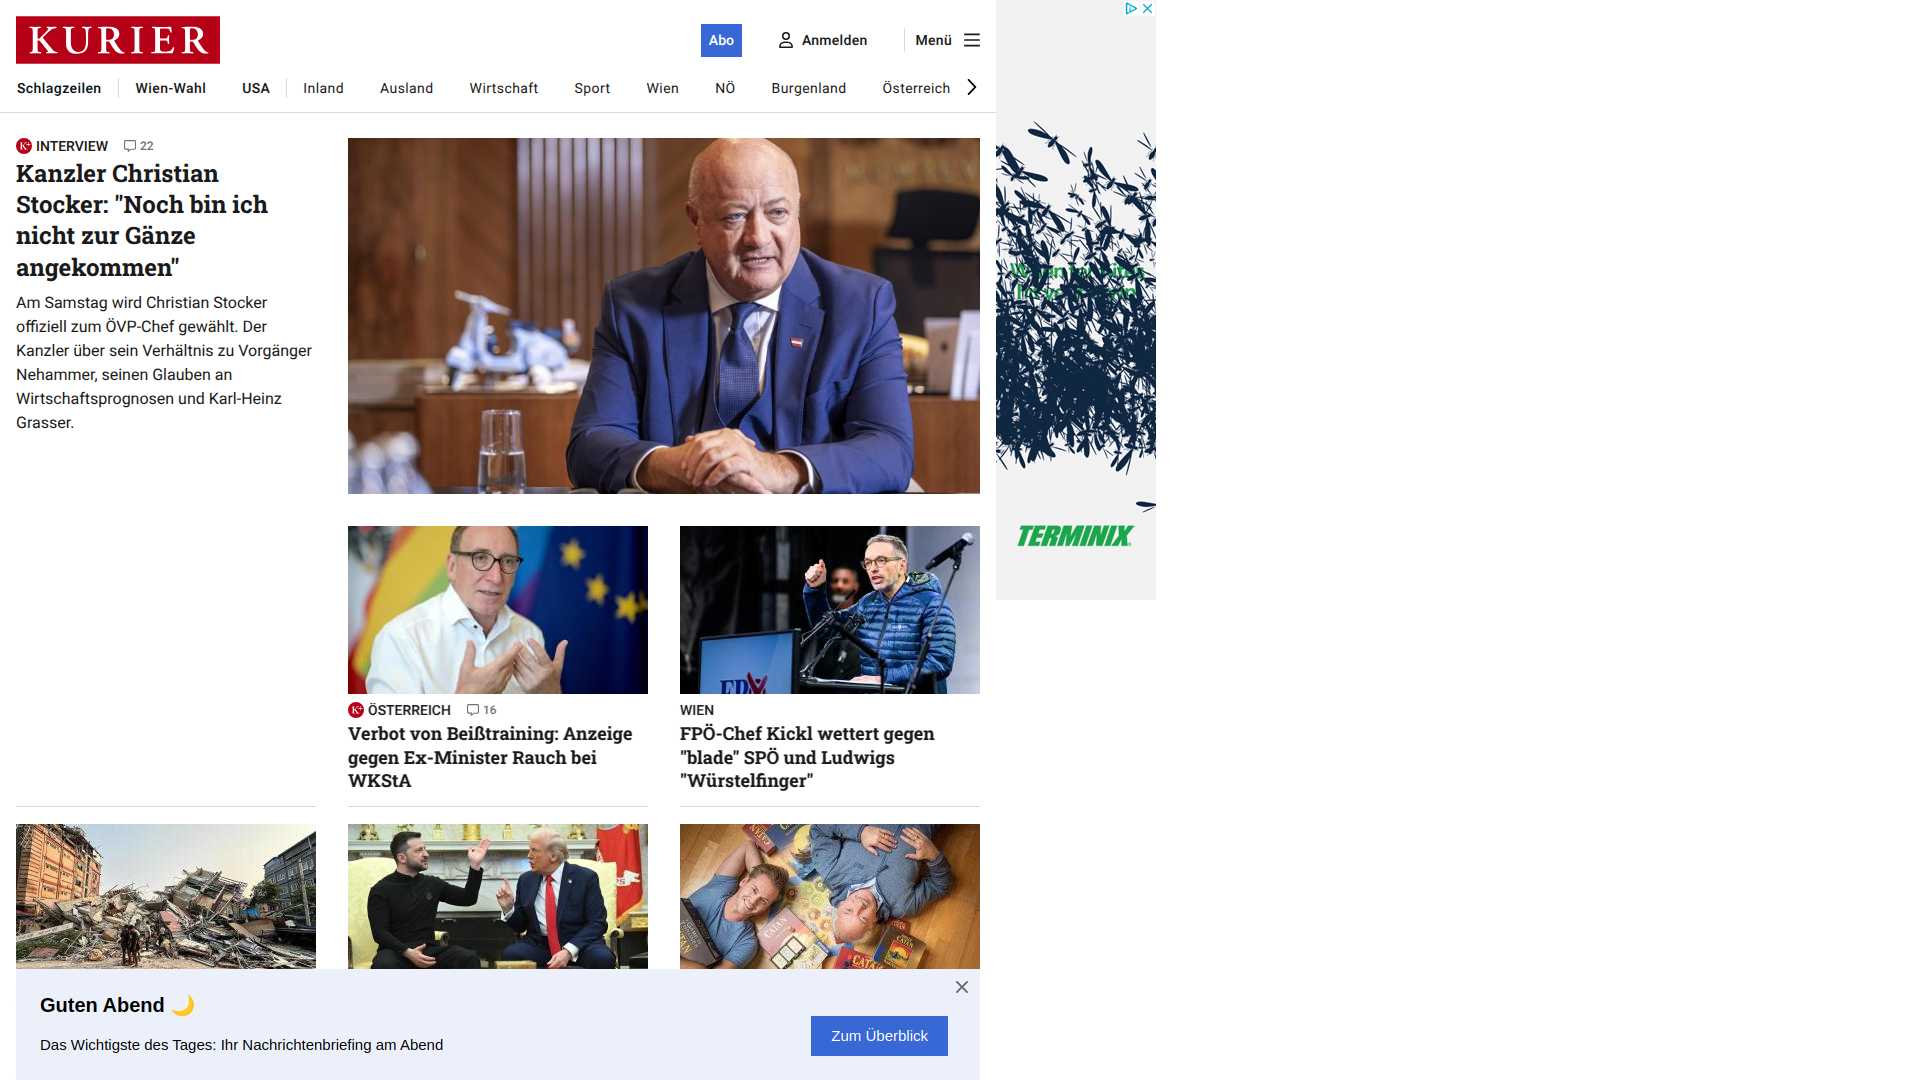 KURIER
Abo
Anmelden
Menü
Schlagzeilen
Wien-Wahl
USA
Inland
Ausland
Wirtschaft
Sport
Wien
NÖ
Burgenland
Österreich
INTERVIEW
22
Kanzler Christian
Stocker: "Noch bin ich
nicht zur Gänze
angekommen"
Am Samstag wird Christian Stocker
offiziell zum ÖVP-Chef gewählt. Der
Kanzler über sein Verhältnis zu Vorgänger
Nehammer, seinen Glauben an
Wirtschaftsprognosen und Karl-Heinz
Grasser.
TERMINIX
ÖSTERREICH
16
Verbot von Beißtraining: Anzeige
gegen Ex-Minister Rauch bei
WKStA
WIEN
FPÖ-Chef Kickl wettert gegen
"blade" SPÖ und Ludwigs
"Würstelfinger"
CATAN
CATAN
CATAN
Guten Abend 🌙
Das Wichtigste des Tages: Ihr Nachrichtenbriefing am Abend
Zum Überblick